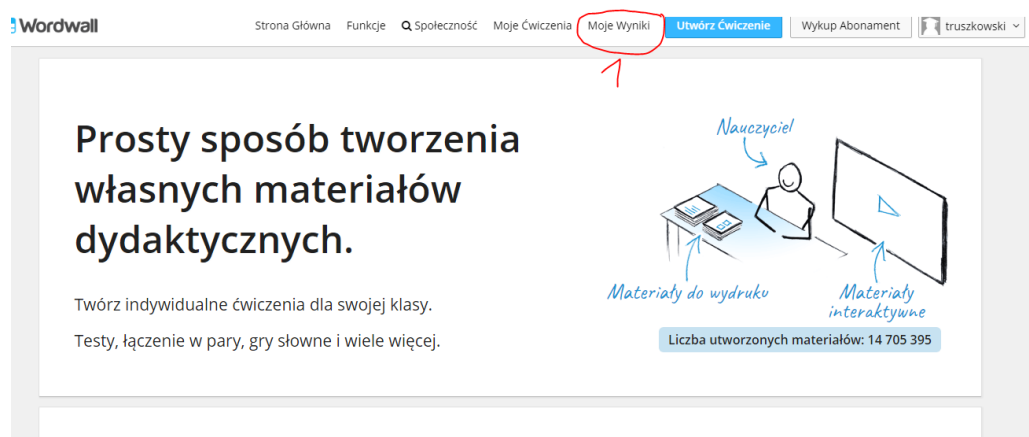 Wordwall Strona Główna Funkcje Społeczność Moje Ćwiczenia Moje Wyniki Utwórz Ćwiczenie Wykup Abonament truszkowski
1
Prosty sposób tworzenia
własnych materiałów
dydaktycznych.
Twórz indywidualne ćwiczenia dla swojej klasy.
Testy, łączenie w pary, gry słowne i wiele więcej.
Nauczyciel
Materiały do wydruku
Materiały
interaktywne
Liczba utworzonych materiałów: 14 705 395